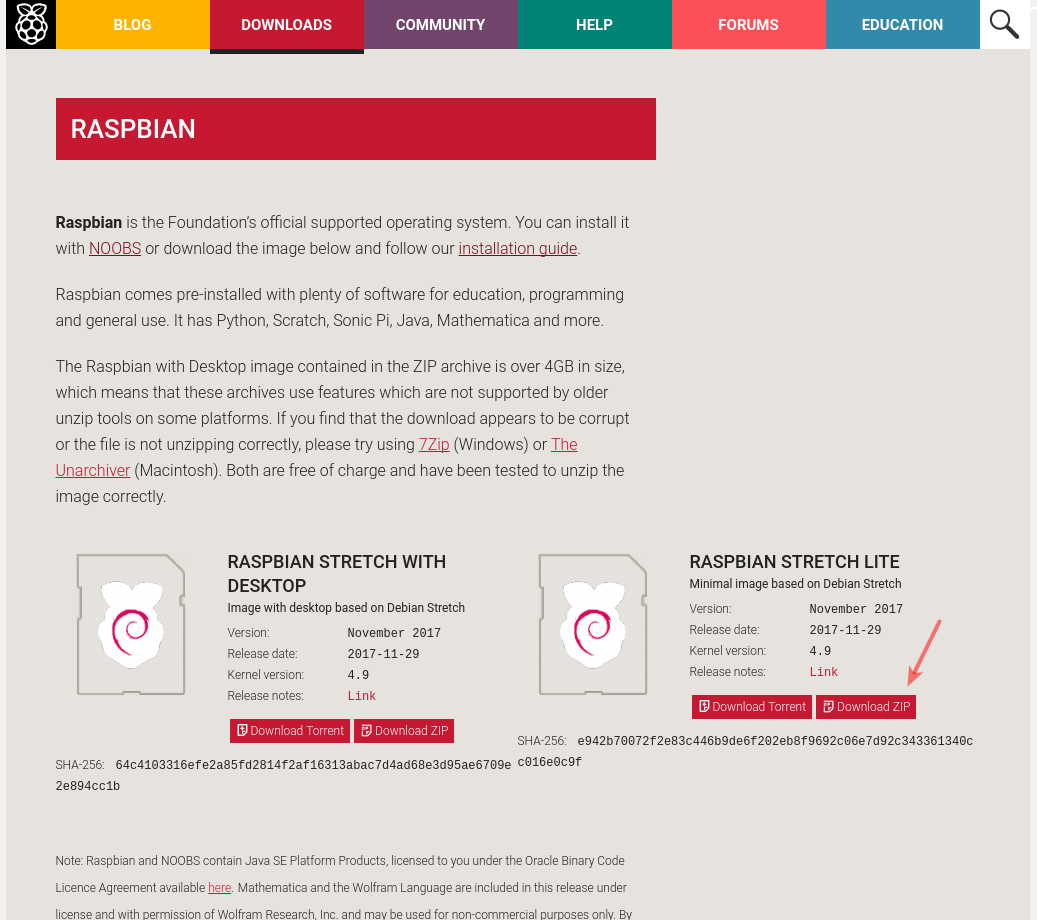 BLOG DOWNLOADS COMMUNITY HELP FORUMS EDUCATION
RASPBIAN
Raspbian is the Foundation’s official supported operating system. You can install it
with NOOBS or download the image below and follow our installation guide.
Raspbian comes pre-installed with plenty of software for education, programming
and general use. It has Python, Scratch, Sonic Pi, Java, Mathematica and more.
The Raspbian with Desktop image contained in the ZIP archive is over 4GB in size,
which means that these archives use features which are not supported by older
unzip tools on some platforms. If you find that the download appears to be corrupt
or the file is not unzipping correctly, please try using 7Zip (Windows) or The
Unarchiver (Macintosh). Both are free of charge and have been tested to unzip the
image correctly.
RASPBIAN STRETCH WITH
DESKTOP
Image with desktop based on Debian Stretch
Version: November 2017
Release date: 2017-11-29
Kernel version: 4.9
Release notes: Link
Download Torrent Download ZIP
SHA-256: 64c4103316efe2a85fd2814f2af16313abac7d4ad68e3d95ae6709e
2e894cc1b
RASPBIAN STRETCH LITE
Minimal image based on Debian Stretch
Version: November 2017
Release date: 2017-11-29
Kernel version: 4.9
Release notes: Link
Download Torrent Download ZIP
SHA-256: e942b70072f2e83c446b9de6f202eb8f9692c06e7d92c343361340c
c016e0c9f
Note: Raspbian and NOOBS contain Java SE Platform Products, licensed to you under the Oracle Binary Code
Licence Agreement available here. Mathematica and the Wolfram Language are included in this release under
license and with permission of Wolfram Research, Inc. and may be used for non-commercial purposes only. By